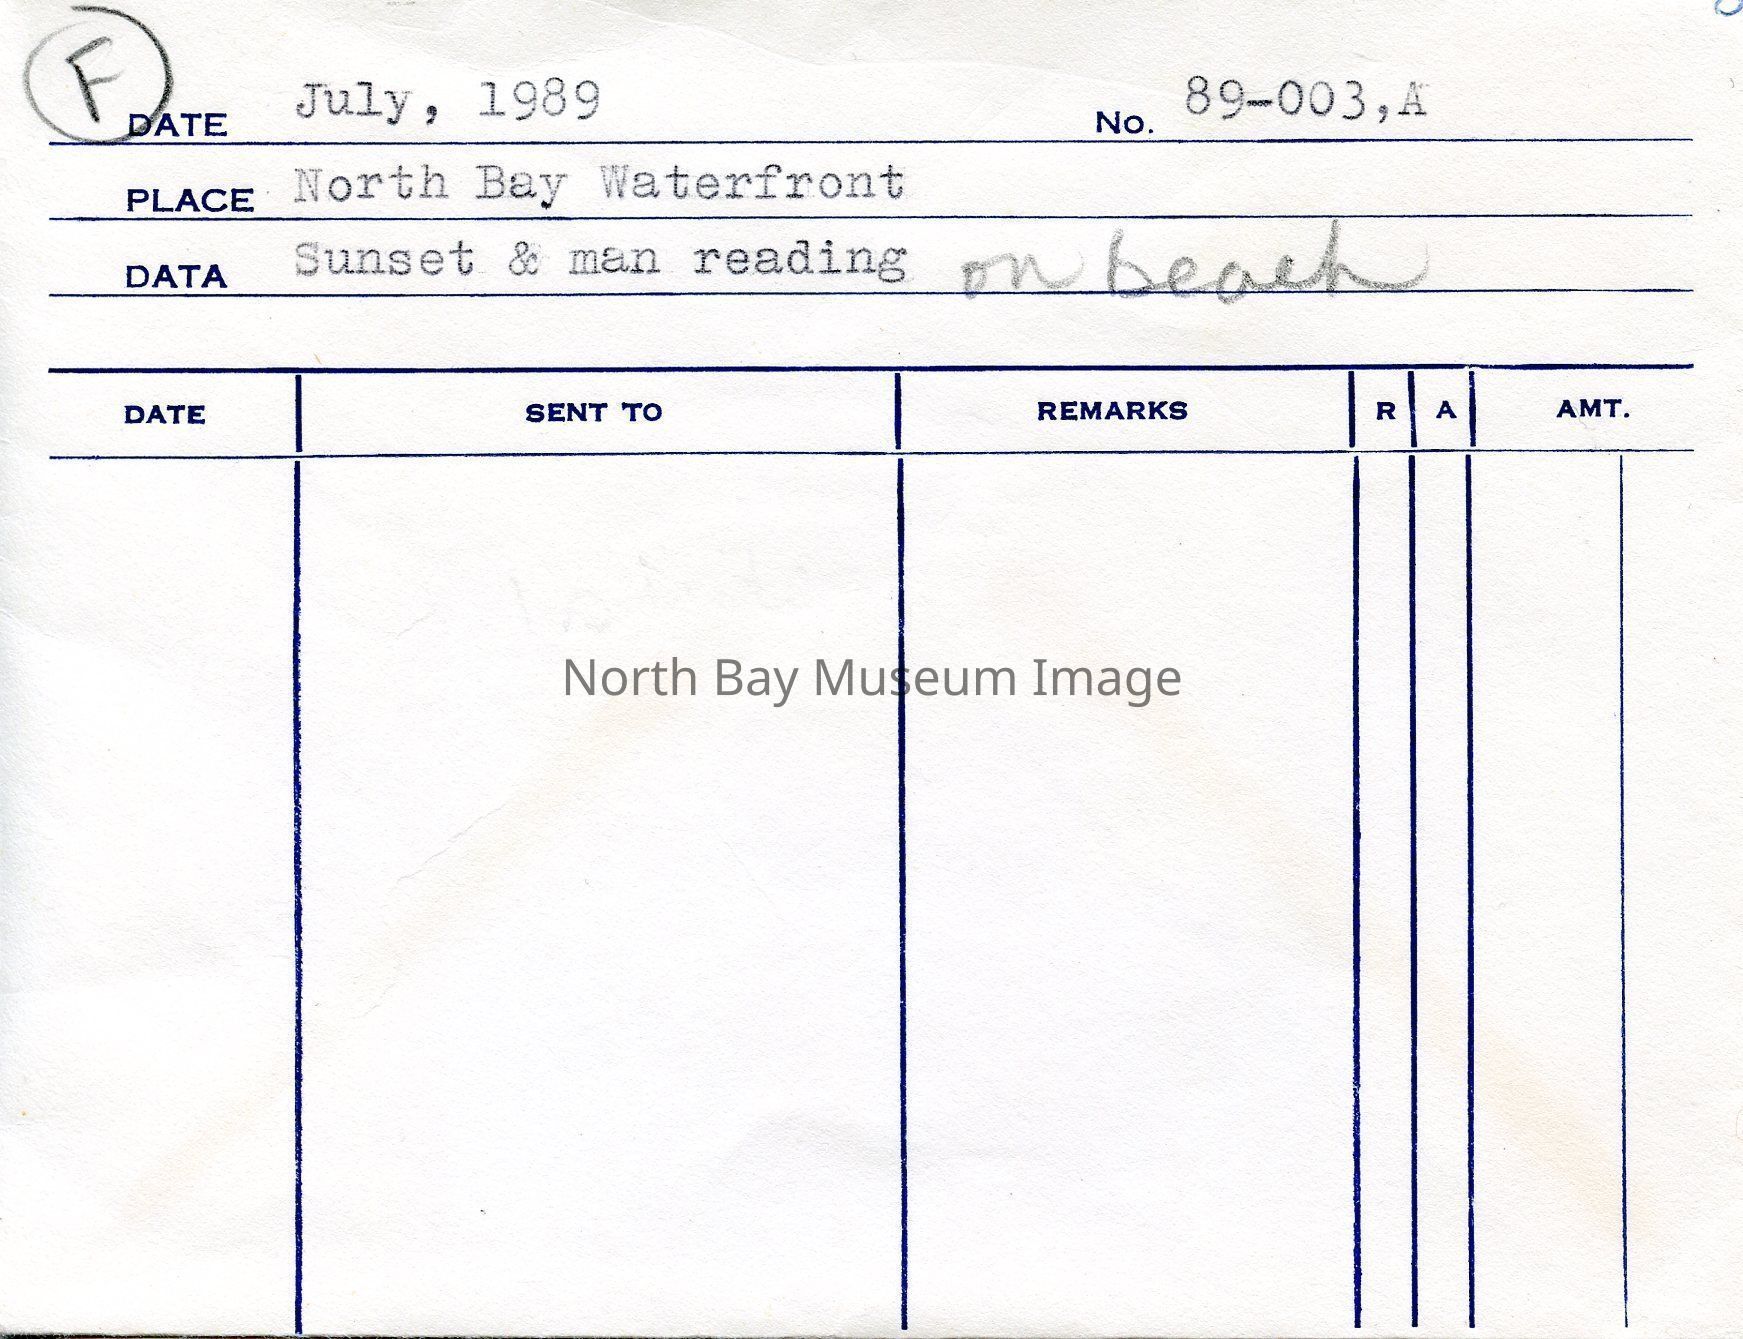 F
DATE July, 1989 No. 89-003,A
PLACE North Bay Waterfront
DATA Sunset & man reading on beach
DATE SENT TO REMARKS R A AMT.
North Bay Museum Image